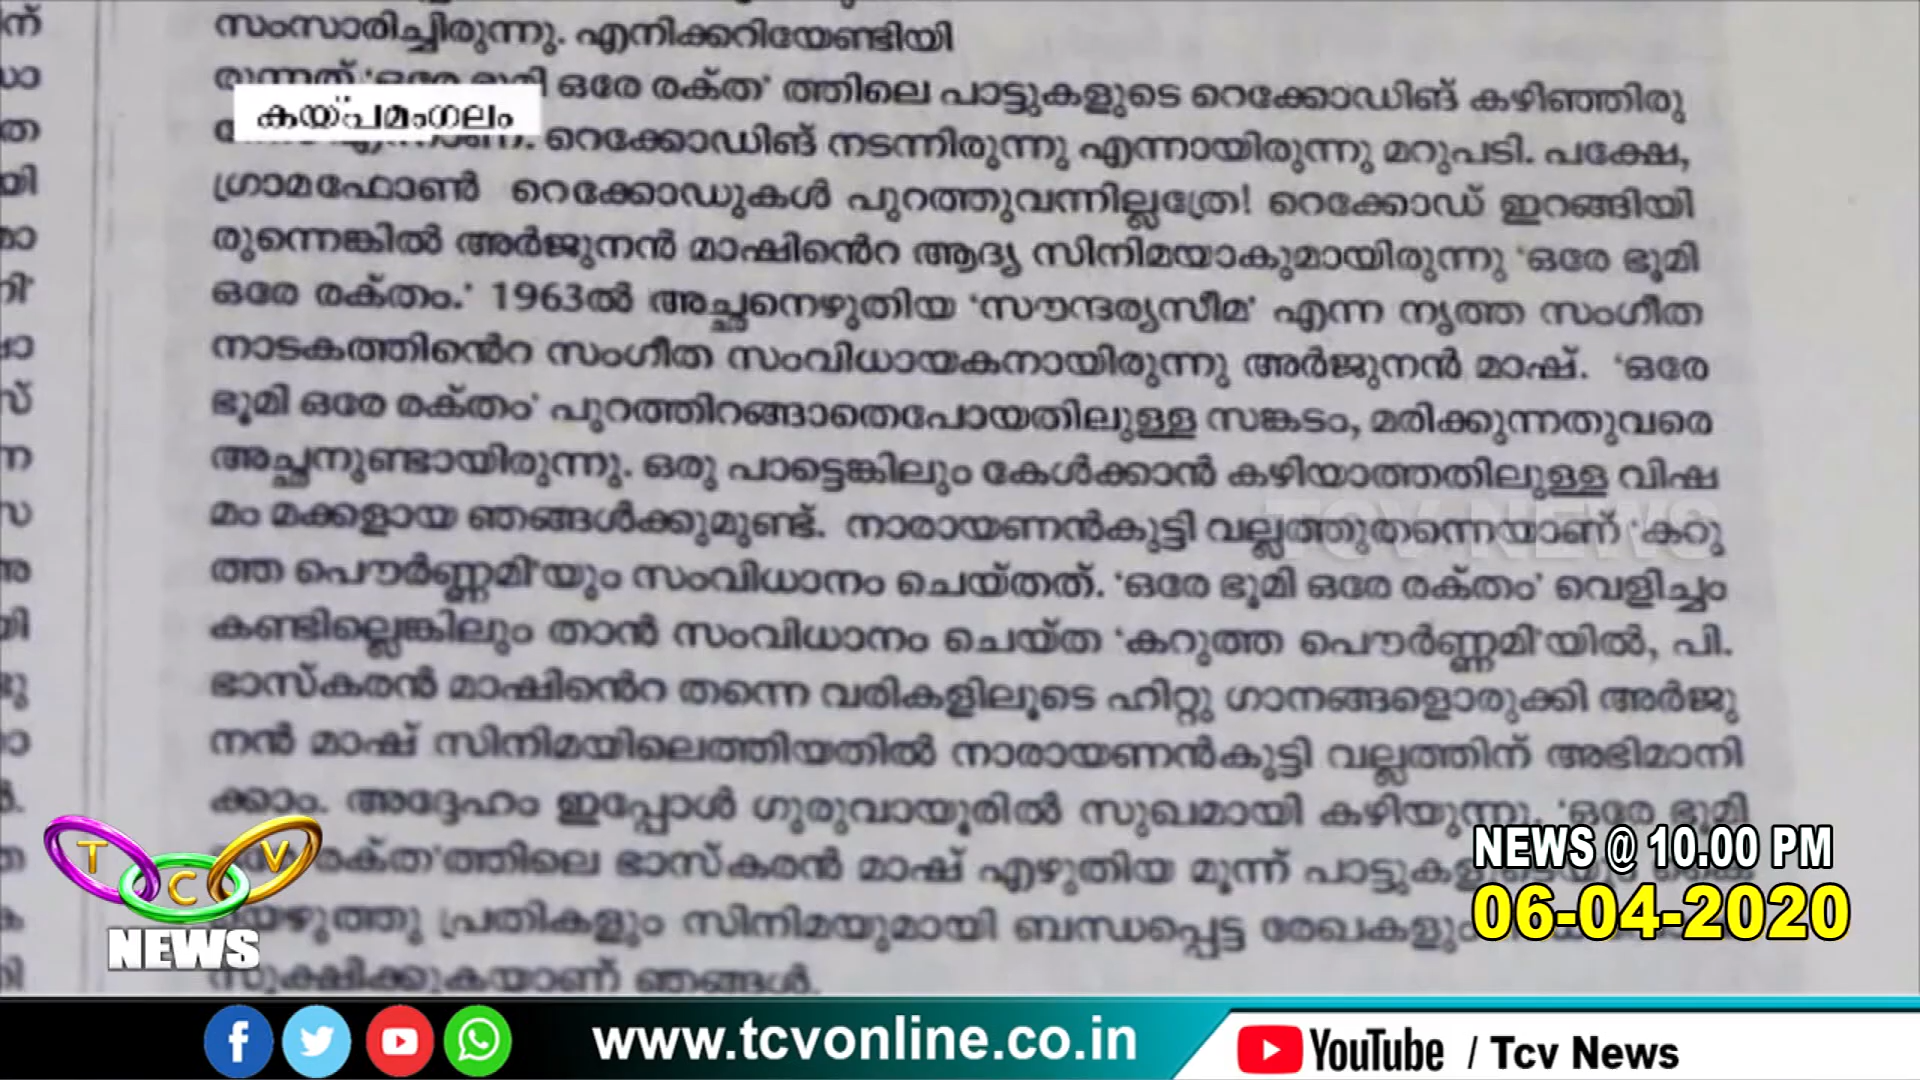 സംസാരിച്ചിരുന്നു. എനിക്കറിയേണ്ടിയി
രുന്നത് 'ഒരേ ഭൂമി ഒരേ രക്ത' ത്തിലെ പാട്ടുകളുടെ റെക്കോഡിങ് കഴിഞ്ഞിരു
കയ്പമംഗലം
റെക്കോഡിങ് നടന്നിരുന്നു എന്നായിരുന്നു മറുപടി. പക്ഷേ,
ഗ്രാമഫോൺ റെക്കോഡുകൾ പുറത്തുവന്നില്ലത്രേ! റെക്കോഡ് ഇറങ്ങിയി
രുന്നെങ്കിൽ അർജുനൻ മാഷിന്റെ ആദ്യ സിനിമയാകുമായിരുന്നു 'ഒരേ ഭൂമി
ഒരേ രക്തം.' 1963ൽ അച്ഛനെഴുതിയ 'സൗന്ദര്യസീമ' എന്ന നൃത്ത സംഗീത
നാടകത്തിന്റെ സംഗീത സംവിധായകനായിരുന്നു അർജുനൻ മാഷ്. 'ഒരേ
ഭൂമി ഒരേ രക്തം' പുറത്തിറങ്ങാതെപോയതിലുള്ള സങ്കടം, മരിക്കുന്നതുവരെ
അച്ഛനുണ്ടായിരുന്നു. ഒരു പാട്ടെങ്കിലും കേൾക്കാൻ കഴിയാത്തതിലുള്ള വിഷ
മം മക്കളായ ഞങ്ങൾക്കുമുണ്ട്. നാരായണൻകുട്ടി വല്ലത്തുതന്നെയാണ് 'കറു
ത്ത പൌർണ്ണമി'യും സംവിധാനം ചെയ്തത്. 'ഒരേ ഭൂമി ഒരേ രക്തം' വെളിച്ചം
കണ്ടില്ലെങ്കിലും താൻ സംവിധാനം ചെയ്ത 'കറുത്ത പൌർണ്ണമി'യിൽ, പി.
ഭാസ്കരൻ മാഷിന്റെ തന്നെ വരികളിലൂടെ ഹിറ്റു ഗാനങ്ങളൊരുക്കി അർജു
നൻ മാഷ് സിനിമയിലെത്തിയതിൽ നാരായണൻകുട്ടി വല്ലത്തിന് അഭിമാനി
ക്കാം. അദ്ദേഹം ഇപ്പോൾ ഗുരുവായൂരിൽ സുഖമായി കഴിയുന്നു. 'ഒരേ ഭൂമി
രക്ത'ത്തിലെ ഭാസ്കരൻ മാഷ് എഴുതിയ മൂന്ന് പാട്ടുകളുടെയും
യ്യെഴുത്തു പ്രതികളും സിനിമയുമായി ബന്ധപ്പെട്ട രേഖകളും
സൂക്ഷിക്കുകയാണ് ഞങ്ങൾ.
TCV NEWS
TCV
NEWS
NEWS @ 10.00 PM
06-04-2020
www.tcvonline.co.in
YouTube / Tcv News